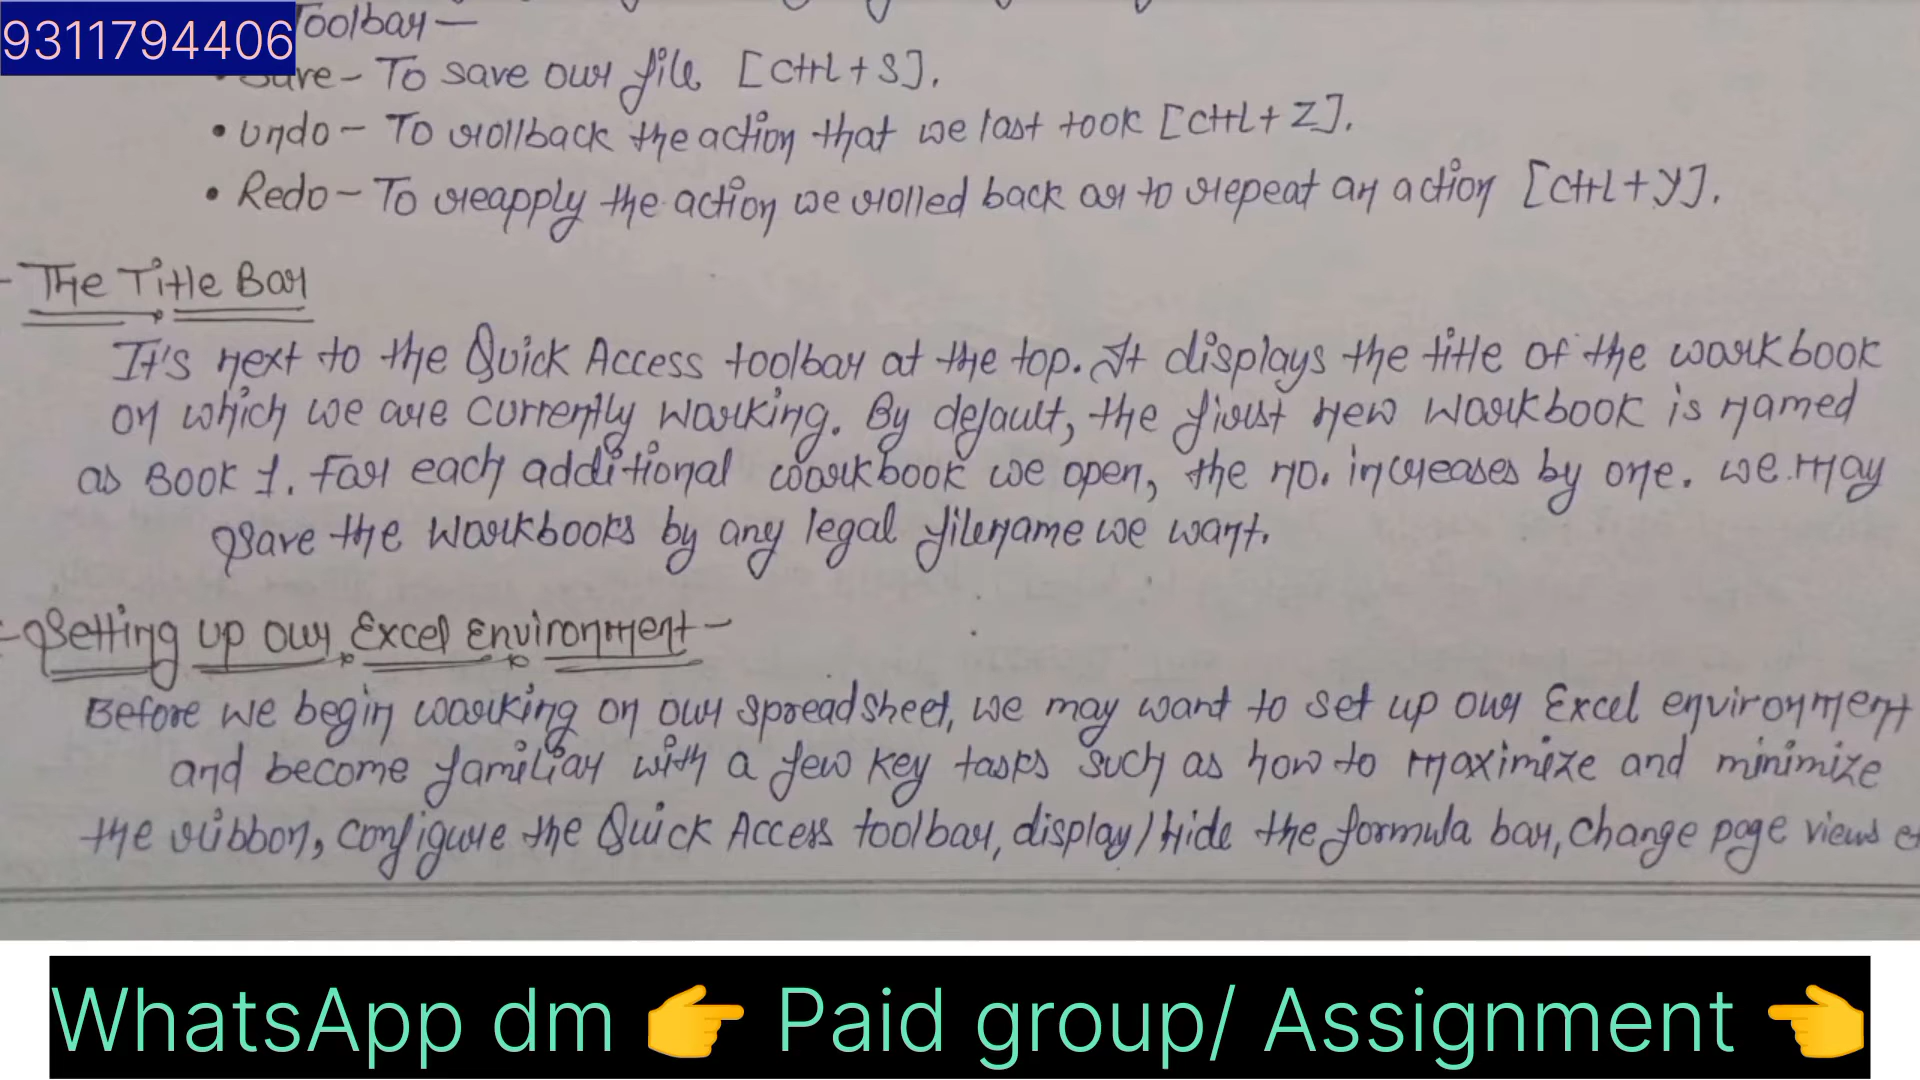 9311794406
Toolbar—
• Save- To save our file [Ctrl+S].
• Undo - To rollback the action that we last took [Ctrl+Z].
• Redo - To reapply the action we rolled back or to repeat an action [Ctrl+Y].
- The Title Bar
It's next to the Quick Access toolbar at the top. It displays the title of the workbook
on which we are currently working. By default, the first new workbook is named
as Book 1. For each additional workbook we open, the no. increases by one. We may
save the workbooks by any legal filename we want.
- Setting up our Excel Environment -
Before we begin working on our spreadsheet, we may want to set up our Excel environment
and become familiar with a few key tasks such as how to maximize and minimize
the ribbon, configure the Quick Access toolbar, display/hide the formula bar, change page views
WhatsApp dm 👉 Paid group/ Assignment 👈